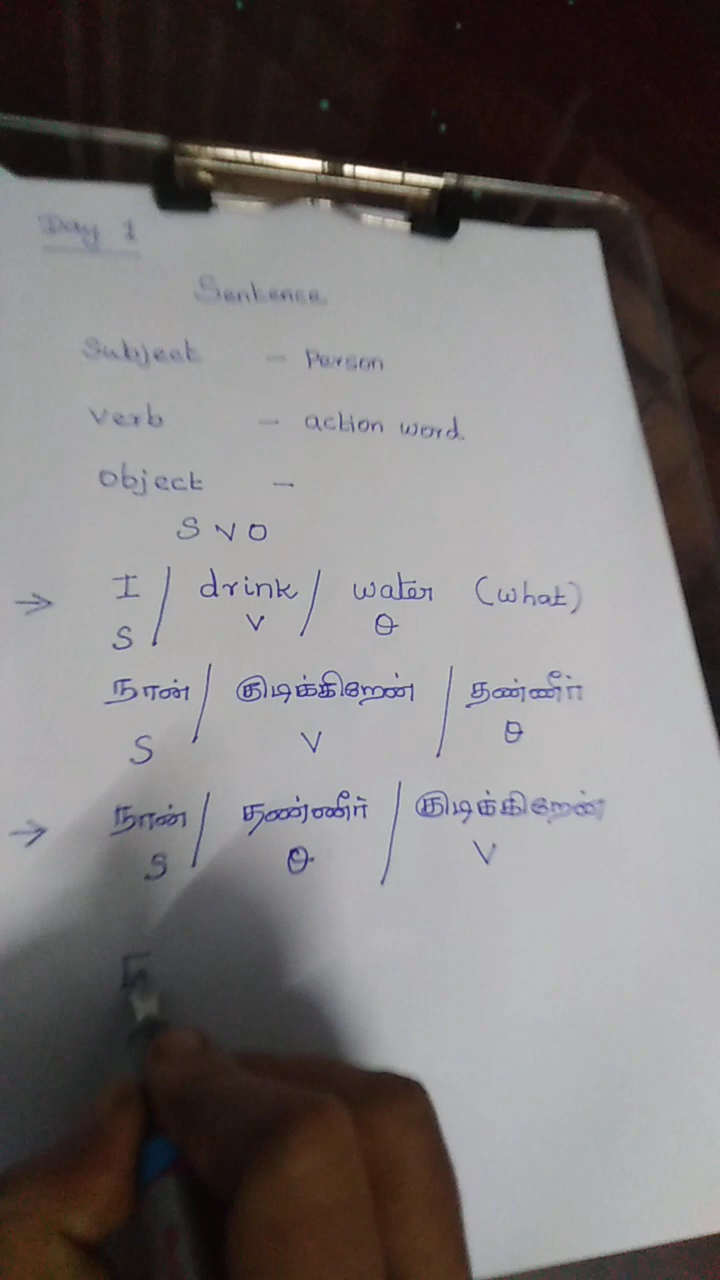 Day 1
Sentence
Subject - Person
Verb - action word
Object -
S V O
→ I / drink / water (what)
S V O
நான் / குடிக்கிறேன் / தண்ணீர்
S V O
→ நான் / தண்ணீர் / குடிக்கிறேன்
S O V